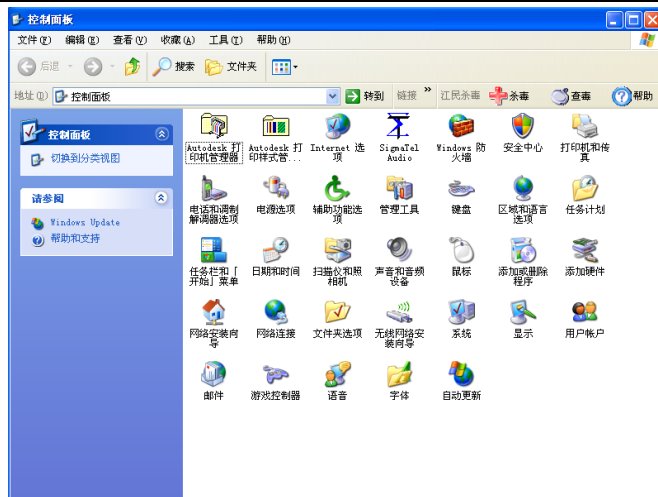 控制面板
文件(F) 编辑(E) 查看(V) 收藏(A) 工具(T) 帮助(H)
后退 搜索 文件夹
地址(D) 控制面板 转到 链接 » 江民杀毒 杀毒 查毒 帮助
控制面板
切换到分类视图
请参阅
Windows Update
帮助和支持
Autodesk 打
印机管理器
Autodesk 打
印样式管...
Internet 选
项
SigmaTel
Audio
Windows 防
火墙
安全中心
打印机和传
真
电话和调制
解调器选项
电源选项
辅助功能选
项
管理工具
键盘
区域和语言
选项
任务计划
任务栏和「
开始」菜单
日期和时间
扫描仪和照
相机
声音和音频
设备
鼠标
添加或删除
程序
添加硬件
网络安装向
导
网络连接
文件夹选项
无线网络安
装向导
系统
显示
用户帐户
邮件
游戏控制器
语音
字体
自动更新